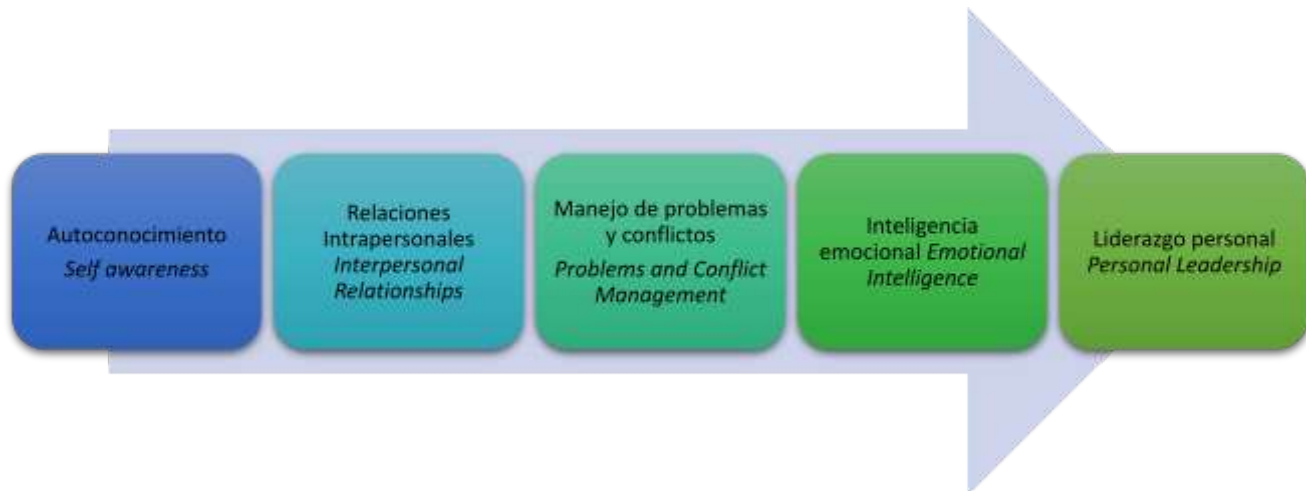 Autoconocimiento
Self awareness
Relaciones
Intrapersonales
Interpersonal
Relationships
Manejo de problemas
y conflictos
Problems and Conflict
Management
Inteligencia
emocional Emotional
Intelligence
Liderazgo personal
Personal Leadership